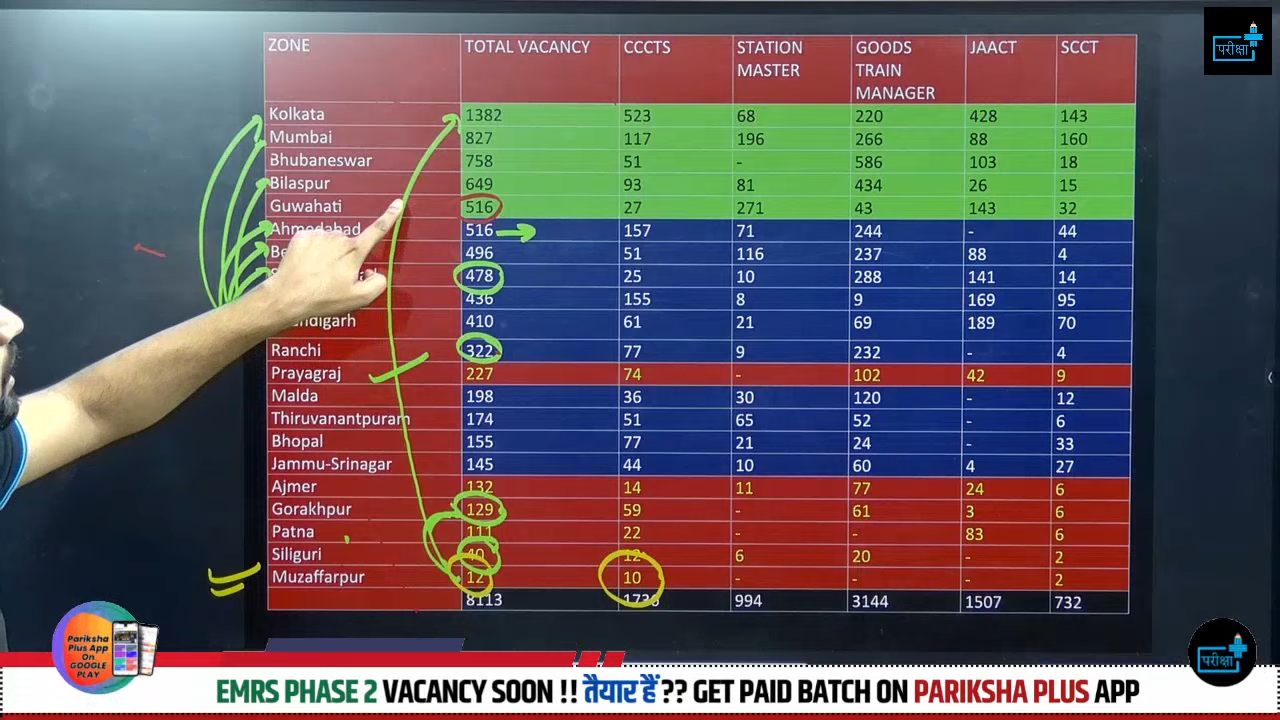 परीक्षा
ZONE TOTAL VACANCY CCCTS STATION MASTER GOODS TRAIN MANAGER JAACT SCCT
Kolkata 1382 523 68 220 428 143
Mumbai 827 117 196 266 88 160
Bhubaneswar 758 51 - 586 103 18
Bilaspur 649 93 81 434 26 15
Guwahati 516 27 271 43 143 32
Ahmedabad 516 157 71 244 - 44
496 51 116 237 88 4
478 25 10 288 141 14
436 155 8 9 169 95
410 61 21 69 189 70
Ranchi 322 77 9 232 - 4
Prayagraj 227 74 - 102 42 9
Malda 198 36 30 120 - 12
Thiruvanantpuram 174 51 65 52 - 6
Bhopal 155 77 21 24 - 33
Jammu-Srinagar 145 44 10 60 4 27
Ajmer 132 14 11 77 24 6
Gorakhpur 129 59 - 61 3 6
Patna 111 22 - - 83 6
Siliguri 40 12 6 20 - 2
Muzaffarpur 12 10 - - - 2
8113 1736 994 3144 1507 732
Pariksha
Plus App
On
GOOGLE
PLAY
परीक्षा
EMRS PHASE 2 VACANCY SOON !! तैयार हैं ?? GET PAID BATCH ON PARIKSHA PLUS APP